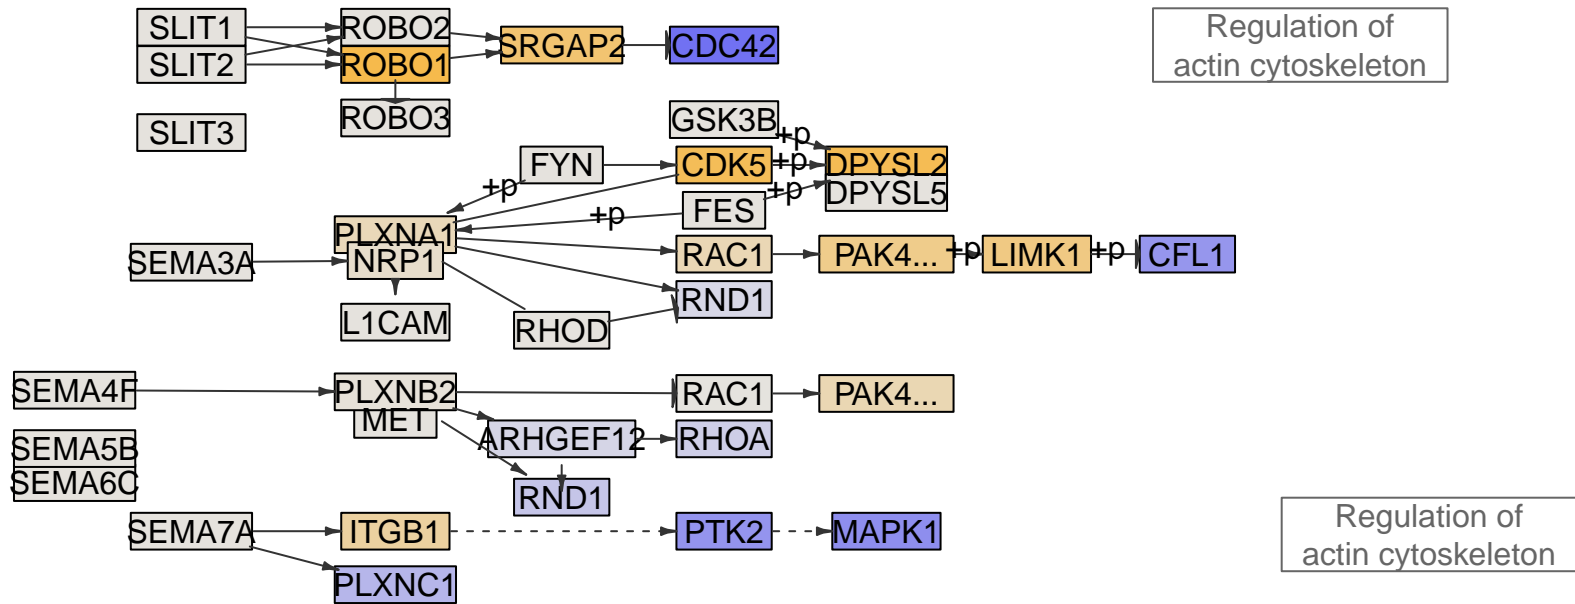 SLIT1
ROBO2
SRGAP2
CDC42
Regulation of
actin cytoskeleton
SLIT2
ROBO1
SLIT3
ROBO3
GSK3B
+p
FYN
CDK5
+p
DPYSL2
+p
+p
DPYSL5
FES
+p
PLXNA1
SEMA3A
NRP1
RAC1
PAK4...
+p
LIMK1
+p
CFL1
RND1
L1CAM
RHOD
SEMA4F
PLXNB2
RAC1
PAK4...
MET
ARHGEF12
RHOA
SEMA5B
SEMA6C
RND1
SEMA7A
ITGB1
PTK2
MAPK1
Regulation of
actin cytoskeleton
PLXNC1